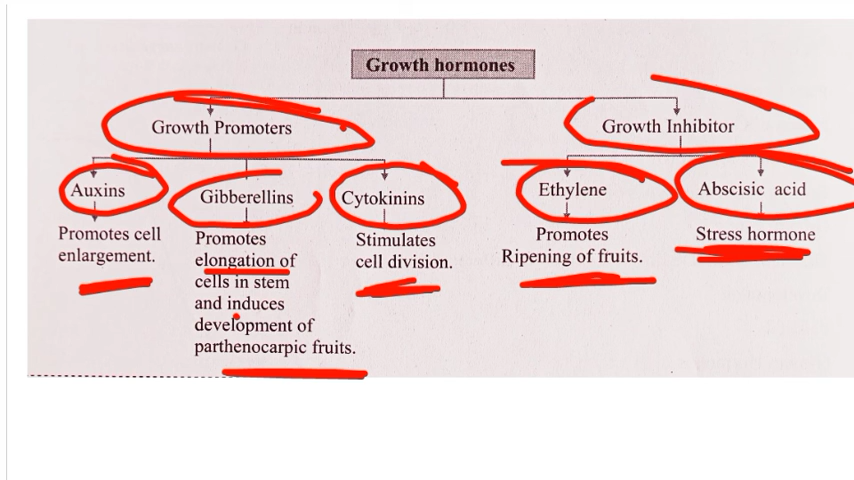 Growth hormones
Growth Promoters
Growth Inhibitor
Auxins
Gibberellins
Cytokinins
Ethylene
Abscisic acid
Promotes cell
enlargement.
Promotes
elongation of
cells in stem
and induces
development of
parthenocarpic fruits.
Stimulates
cell division.
Promotes
Ripening of fruits.
Stress hormone